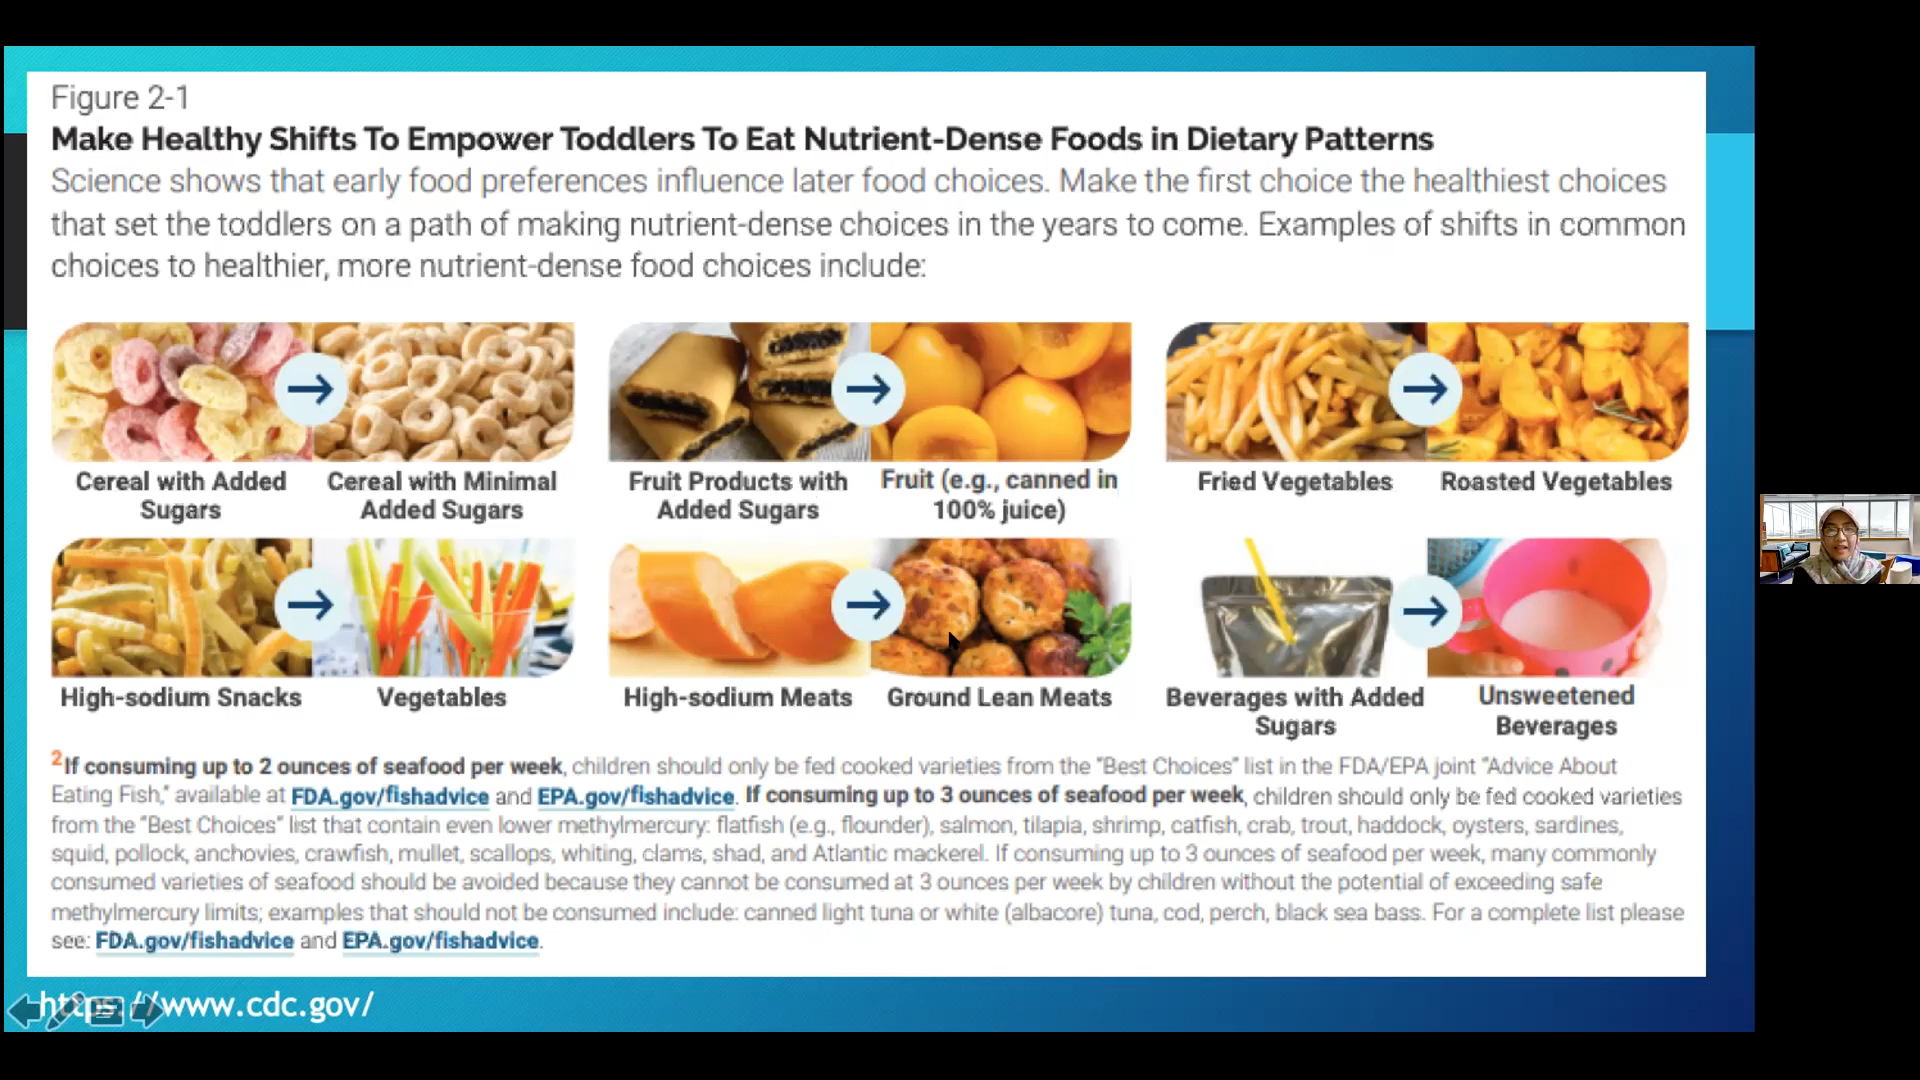 Figure 2-1
Make Healthy Shifts To Empower Toddlers To Eat Nutrient-Dense Foods in Dietary Patterns
Science shows that early food preferences influence later food choices. Make the first choice the healthiest choices
that set the toddlers on a path of making nutrient-dense choices in the years to come. Examples of shifts in common
choices to healthier, more nutrient-dense food choices include:
Cereal with Added
Sugars
Cereal with Minimal
Added Sugars
Fruit Products with
Added Sugars
Fruit (e.g., canned in
100% juice)
Fried Vegetables
Roasted Vegetables
High-sodium Snacks
Vegetables
High-sodium Meats
Ground Lean Meats
Beverages with Added
Sugars
Unsweetened
Beverages
2 If consuming up to 2 ounces of seafood per week, children should only be fed cooked varieties from the "Best Choices" list in the FDA/EPA joint "Advice About
Eating Fish," available at FDA.gov/fishadvice and EPA.gov/fishadvice. If consuming up to 3 ounces of seafood per week, children should only be fed cooked varieties
from the "Best Choices" list that contain even lower methylmercury: flatfish (e.g., flounder), salmon, tilapia, shrimp, catfish, crab, trout, haddock, oysters, sardines,
squid, pollock, anchovies, crawfish, mullet, scallops, whiting, clams, shad, and Atlantic mackerel. If consuming up to 3 ounces of seafood per week, many commonly
consumed varieties of seafood should be avoided because they cannot be consumed at 3 ounces per week by children without the potential of exceeding safe
methylmercury limits; examples that should not be consumed include: canned light tuna or white (albacore) tuna, cod, perch, black sea bass. For a complete list please
see: FDA.gov/fishadvice and EPA.gov/fishadvice.
https://www.cdc.gov/